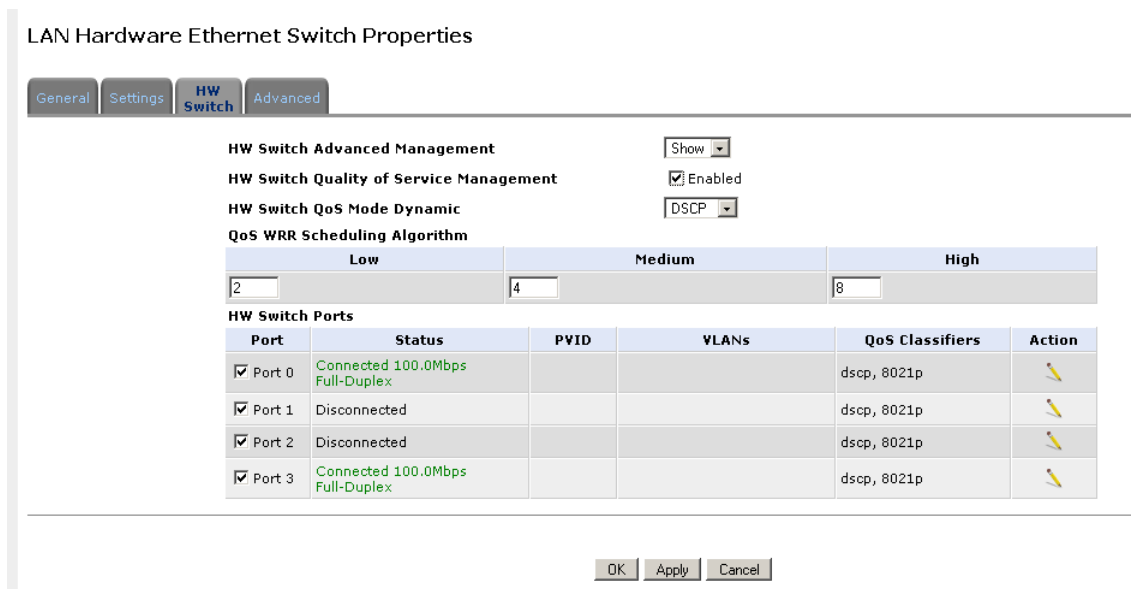 LAN Hardware Ethernet Switch Properties
General Settings HW Switch Advanced
HW Switch Advanced Management Show
HW Switch Quality of Service Management Enabled
HW Switch QoS Mode Dynamic DSCP
QoS WRR Scheduling Algorithm
Low Medium High
2 4 8
HW Switch Ports
Port Status PVID VLANs QoS Classifiers Action
Port 0 Connected 100.0Mbps Full-Duplex dscp, 8021p
Port 1 Disconnected dscp, 8021p
Port 2 Disconnected dscp, 8021p
Port 3 Connected 100.0Mbps Full-Duplex dscp, 8021p
OK Apply Cancel